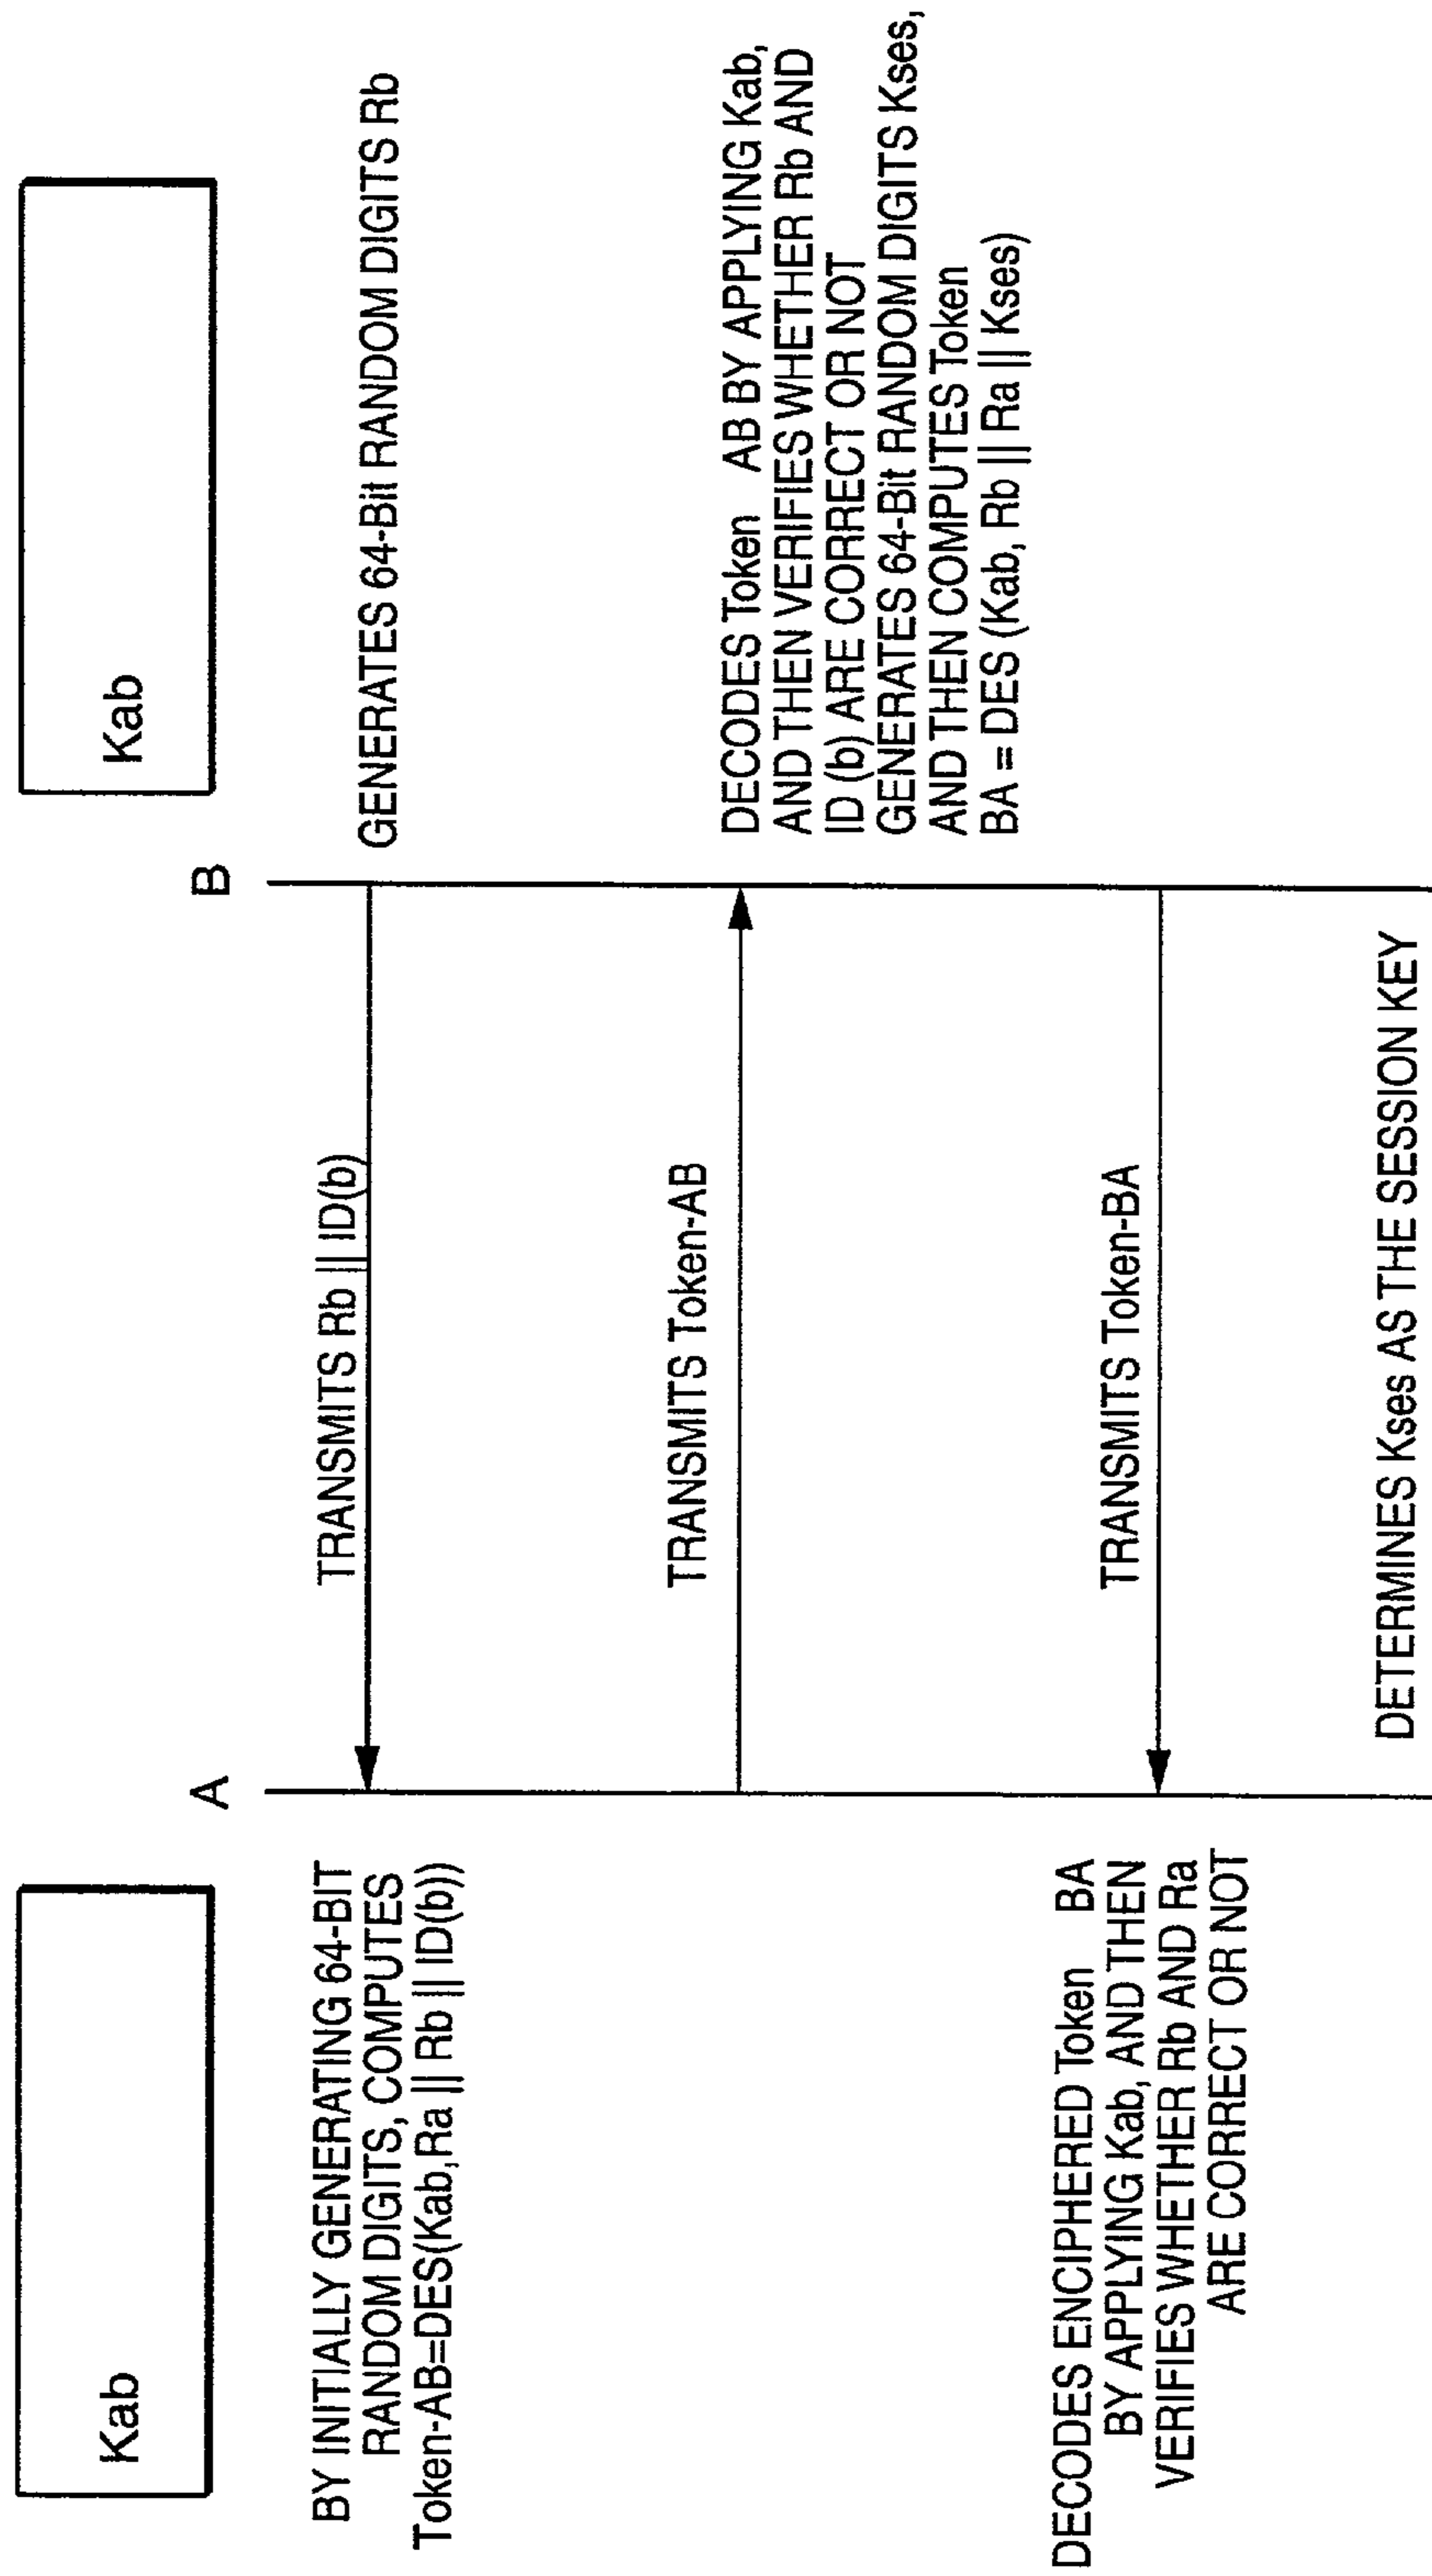 Kab
Kab
A
B
BY INITIALLY GENERATING 64-BIT
RANDOM DIGITS, COMPUTES
Token-AB=DES(Kab,Ra || Rb || ID(b))
TRANSMITS Rb || ID(b)
GENERATES 64-Bit RANDOM DIGITS Rb
TRANSMITS Token-AB
DECODES Token AB BY APPLYING Kab,
AND THEN VERIFIES WHETHER Rb AND
ID (b) ARE CORRECT OR NOT
GENERATES 64-Bit RANDOM DIGITS Kses,
AND THEN COMPUTES Token
BA = DES (Kab, Rb || Ra || Kses)
DECODES ENCIPHERED Token BA
BY APPLYING Kab, AND THEN
VERIFIES WHETHER Rb AND Ra
ARE CORRECT OR NOT
TRANSMITS Token-BA
DETERMINES Kses AS THE SESSION KEY